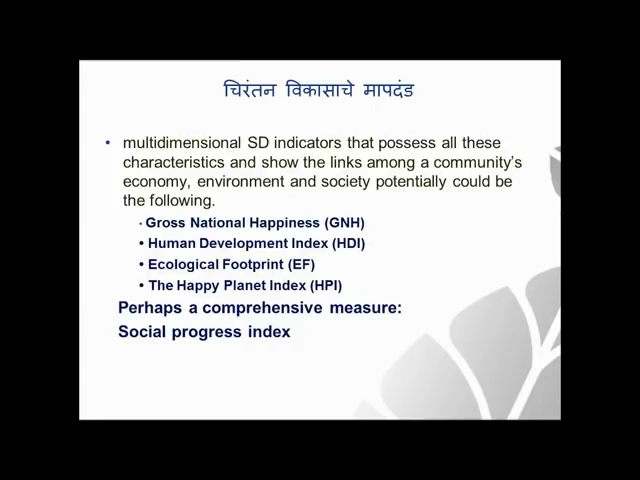 चिरंतन विकासाचे मापदंड
• multidimensional SD indicators that possess all these
characteristics and show the links among a community's
economy, environment and society potentially could be
the following.
• Gross National Happiness (GNH)
• Human Development Index (HDI)
• Ecological Footprint (EF)
• The Happy Planet Index (HPI)
Perhaps a comprehensive measure:
Social progress index